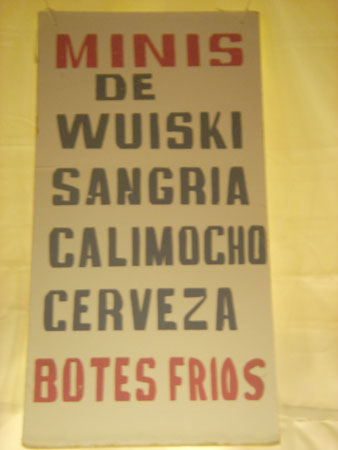 MINIS
DE
WUISKI
SANGRIA
CALIMOCHO
CERVEZA
BOTES FRIOS